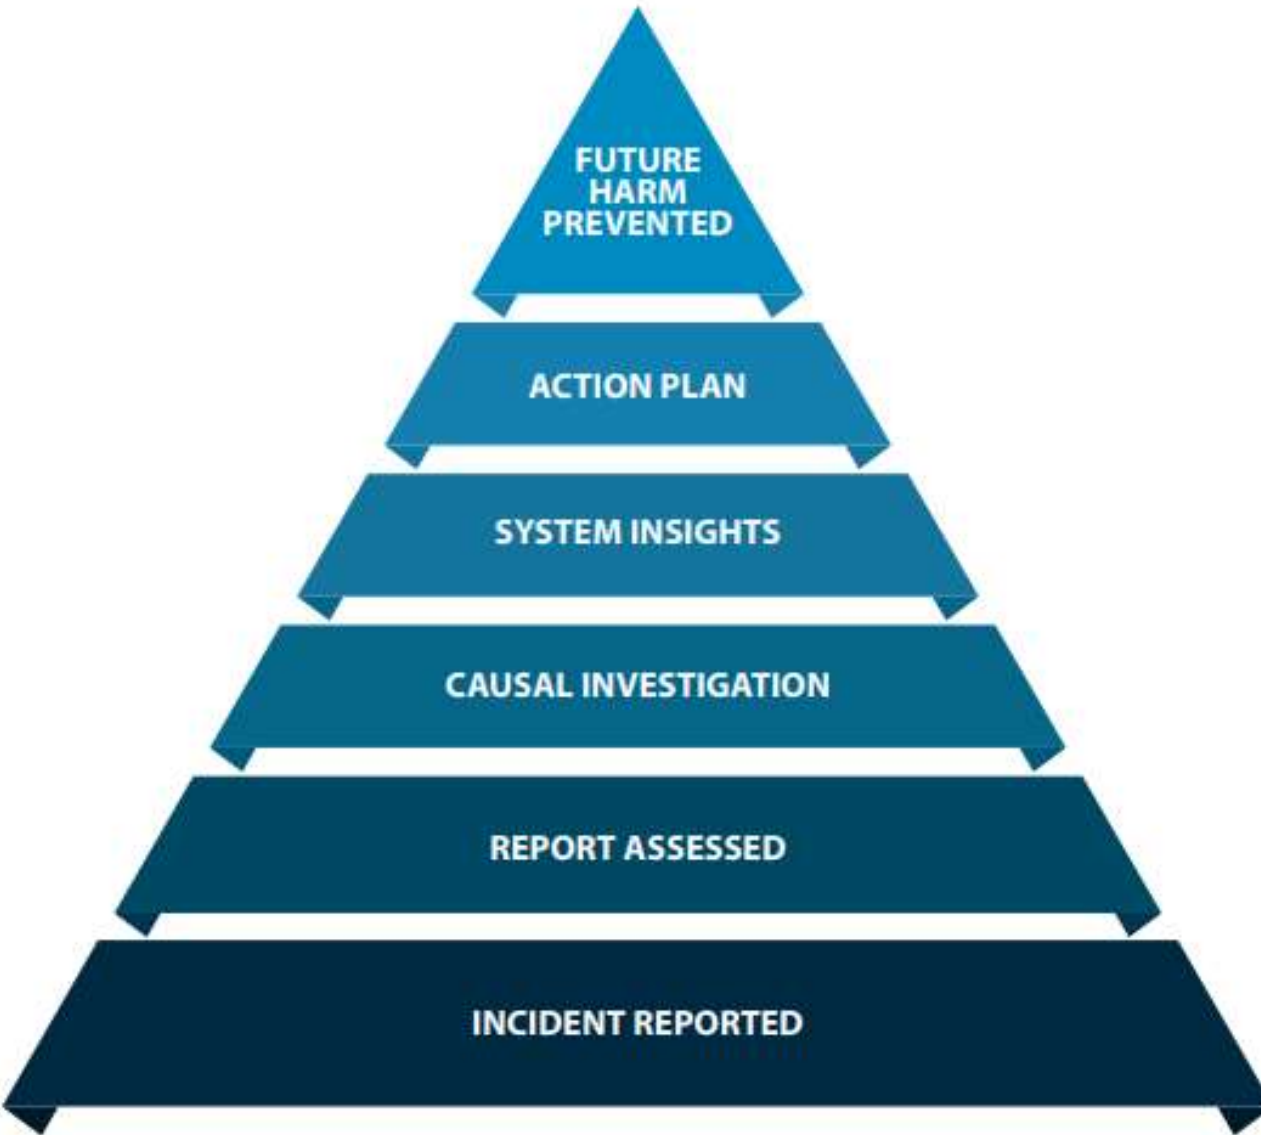 FUTURE
HARM
PREVENTED
ACTION PLAN
SYSTEM INSIGHTS
CAUSAL INVESTIGATION
REPORT ASSESSED
INCIDENT REPORTED